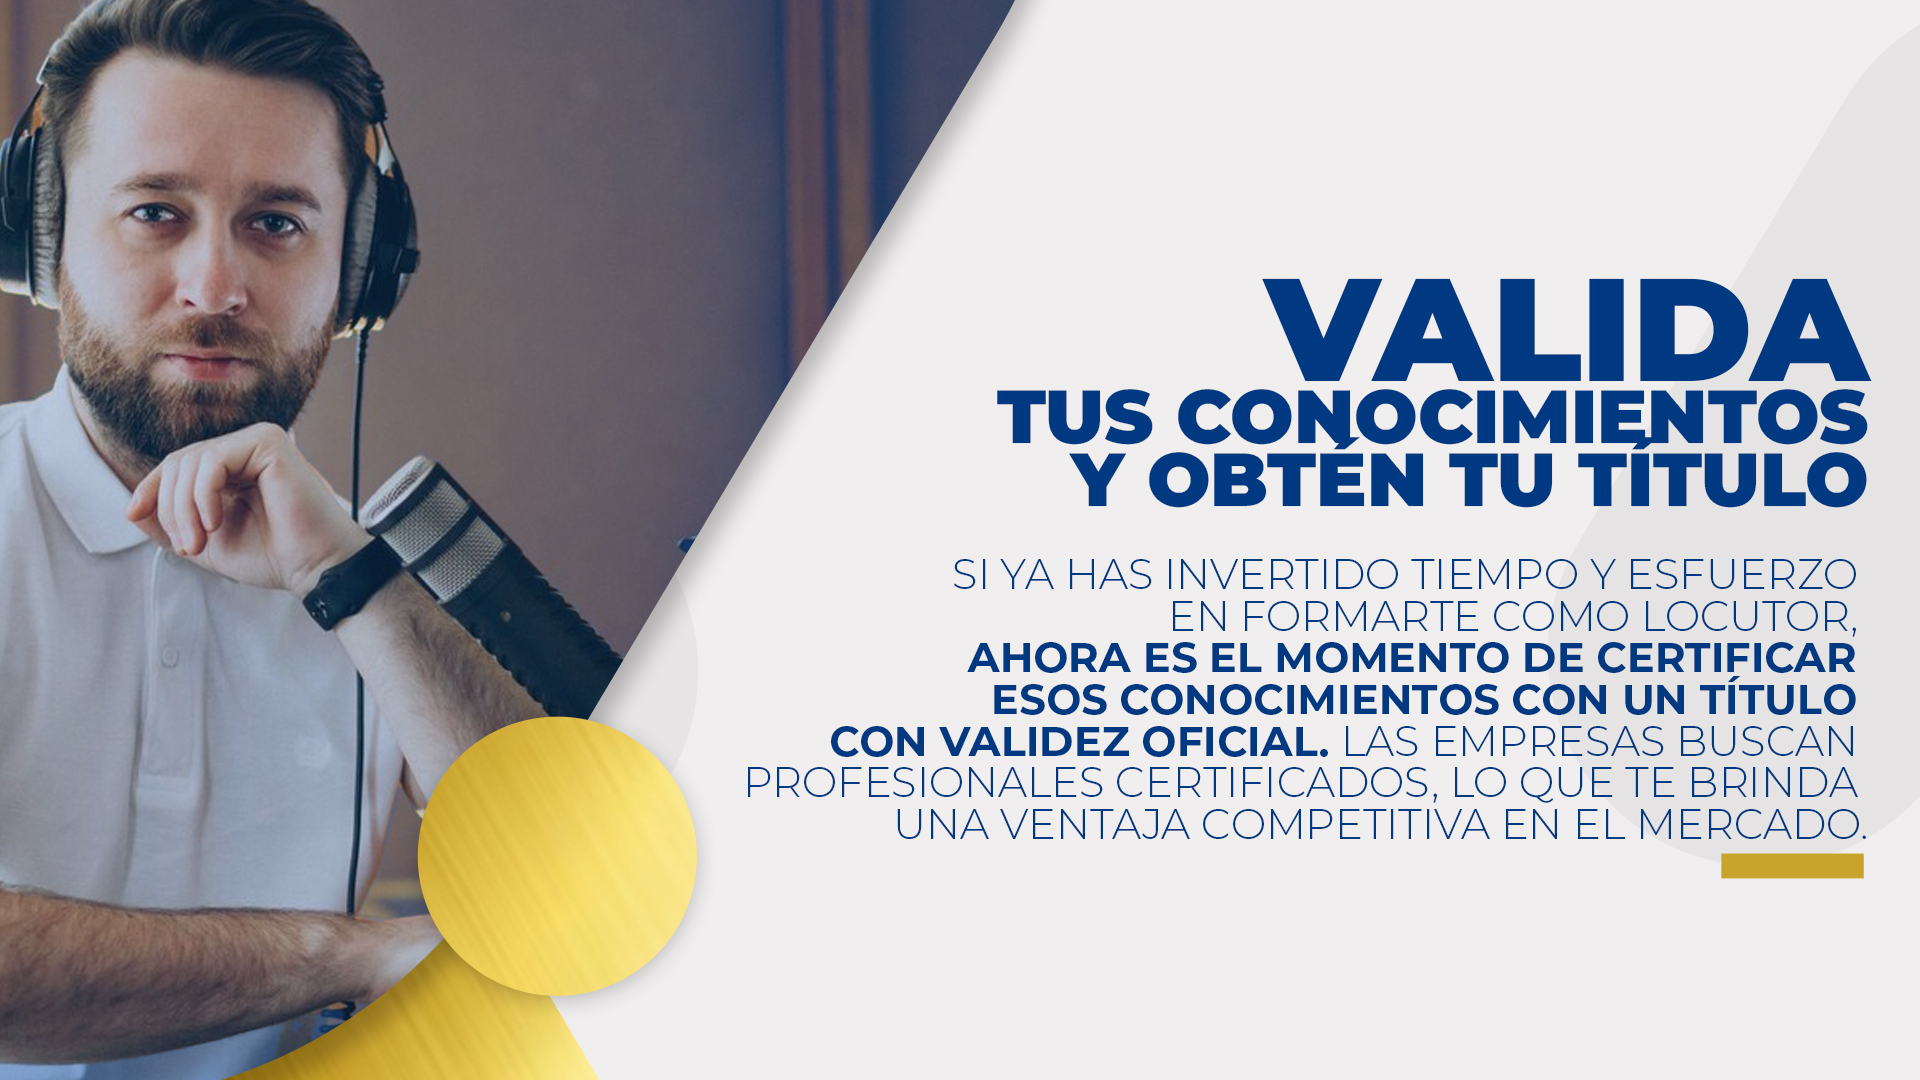 VALIDA
TUS CONOCIMIENTOS
Y OBTÉN TU TÍTULO
SI YA HAS INVERTIDO TIEMPO Y ESFUERZO
EN FORMARTE COMO LOCUTOR,
AHORA ES EL MOMENTO DE CERTIFICAR
ESOS CONOCIMIENTOS CON UN TÍTULO
CON VALIDEZ OFICIAL. LAS EMPRESAS BUSCAN
PROFESIONALES CERTIFICADOS, LO QUE TE BRINDA
UNA VENTAJA COMPETITIVA EN EL MERCADO.